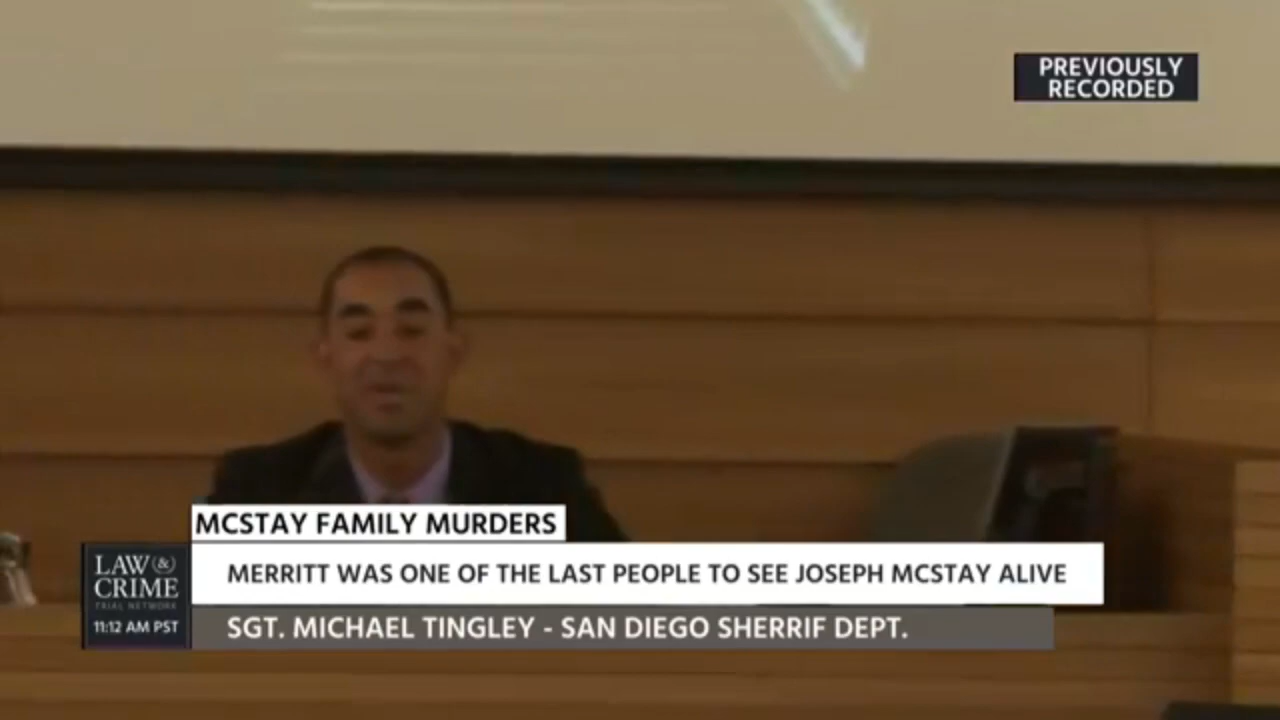 PREVIOUSLY
RECORDED
MCSTAY FAMILY MURDERS
MERRITT WAS ONE OF THE LAST PEOPLE TO SEE JOSEPH MCSTAY ALIVE
LAW & CRIME
TRIAL NETWORK
11:12 AM PST
SGT. MICHAEL TINGLEY - SAN DIEGO SHERRIF DEPT.